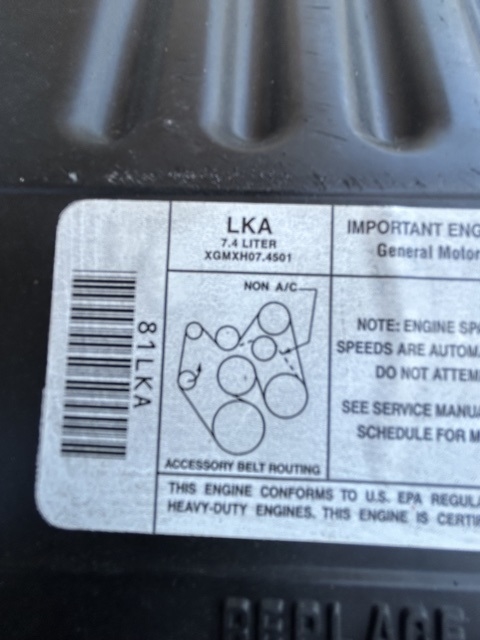 LKA
7.4 LITER
XGMXH07.4501
NON A/C
ACCESSORY BELT ROUTING
81LKA
IMPORTANT ENG
General Motor
NOTE: ENGINE SP
SPEEDS ARE AUTOMA
DO NOT ATTEM
SEE SERVICE MANUA
SCHEDULE FOR M
THIS ENGINE CONFORMS TO U.S. EPA REGULA
HEAVY-DUTY ENGINES. THIS ENGINE IS CERTI
REPLACE